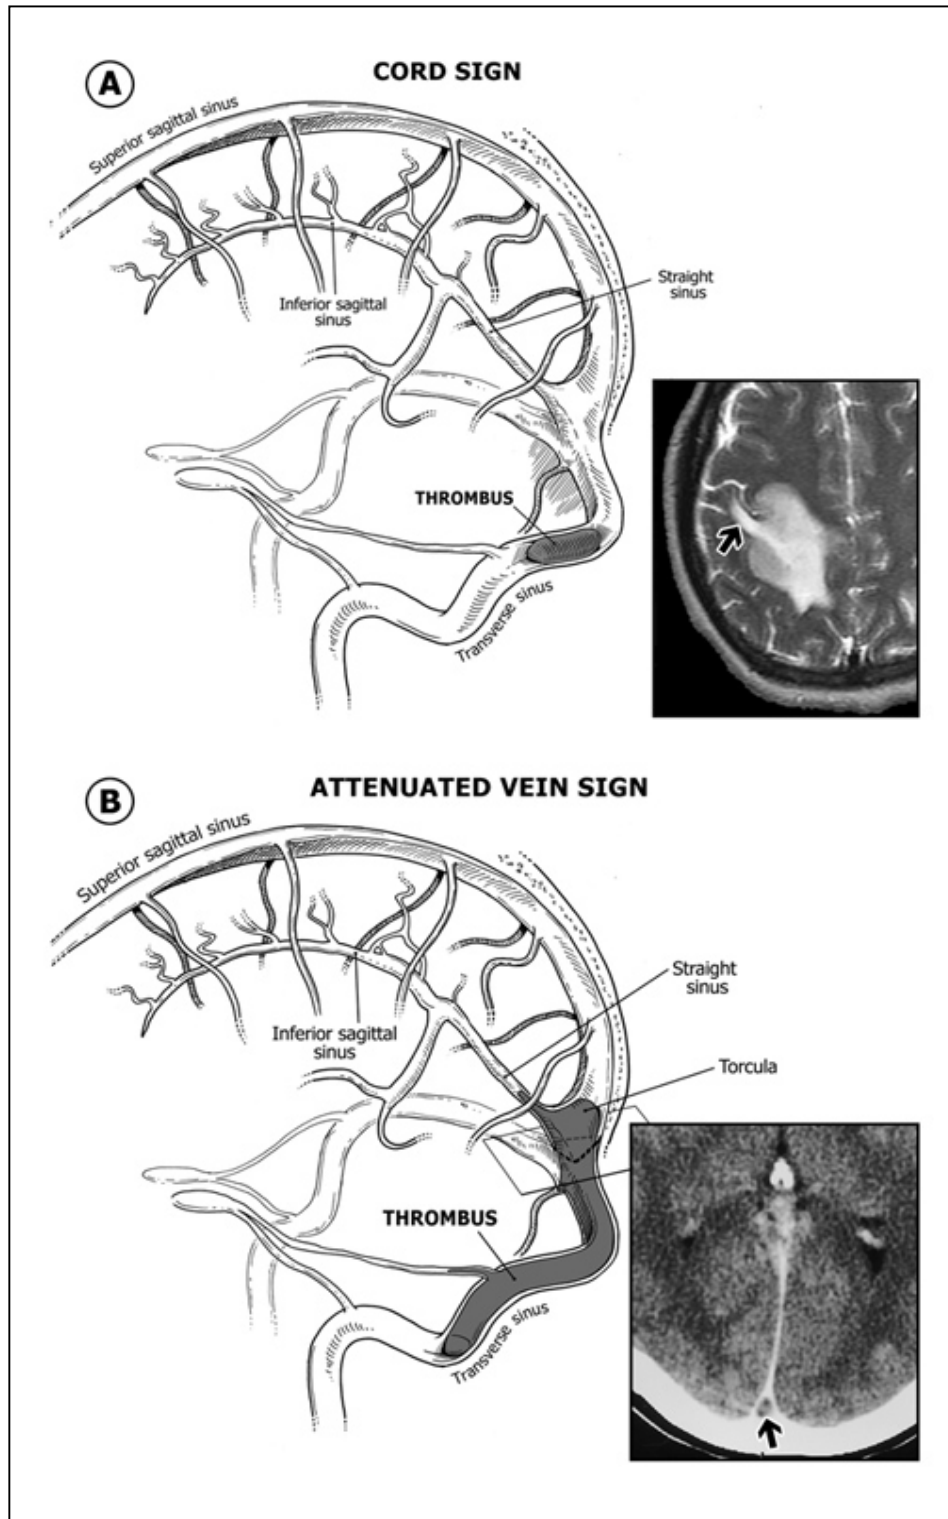 A
CORD SIGN
Superior sagittal sinus
Inferior sagittal
sinus
Straight
sinus
THROMBUS
Transverse sinus
B
ATTENUATED VEIN SIGN
Superior sagittal sinus
Straight
sinus
Inferior sagittal
sinus
Torcula
THROMBUS
Transverse sinus